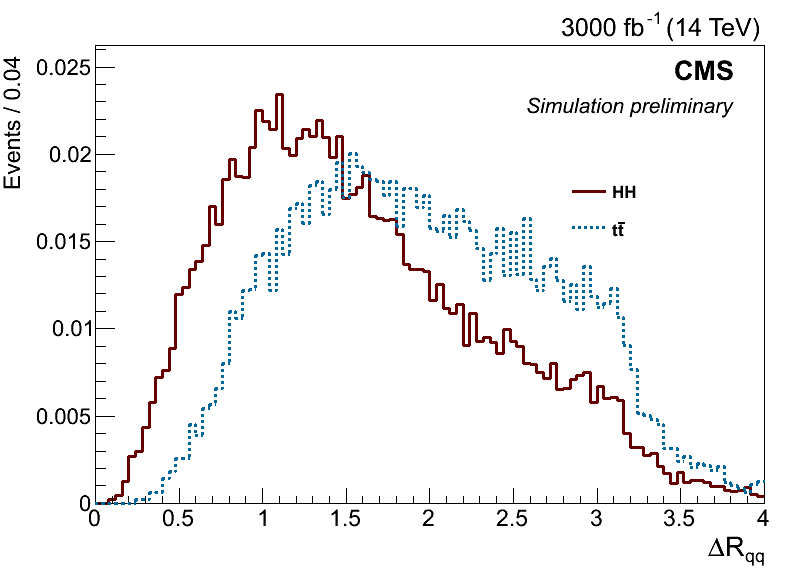 3000 fb⁻¹ (14 TeV)
CMS
Simulation preliminary
Events / 0.04
0.025
0.02
0.015
0.01
0.005
0
HH
tt̄
0 0.5 1 1.5 2 2.5 3 3.5 4
ΔR_qq